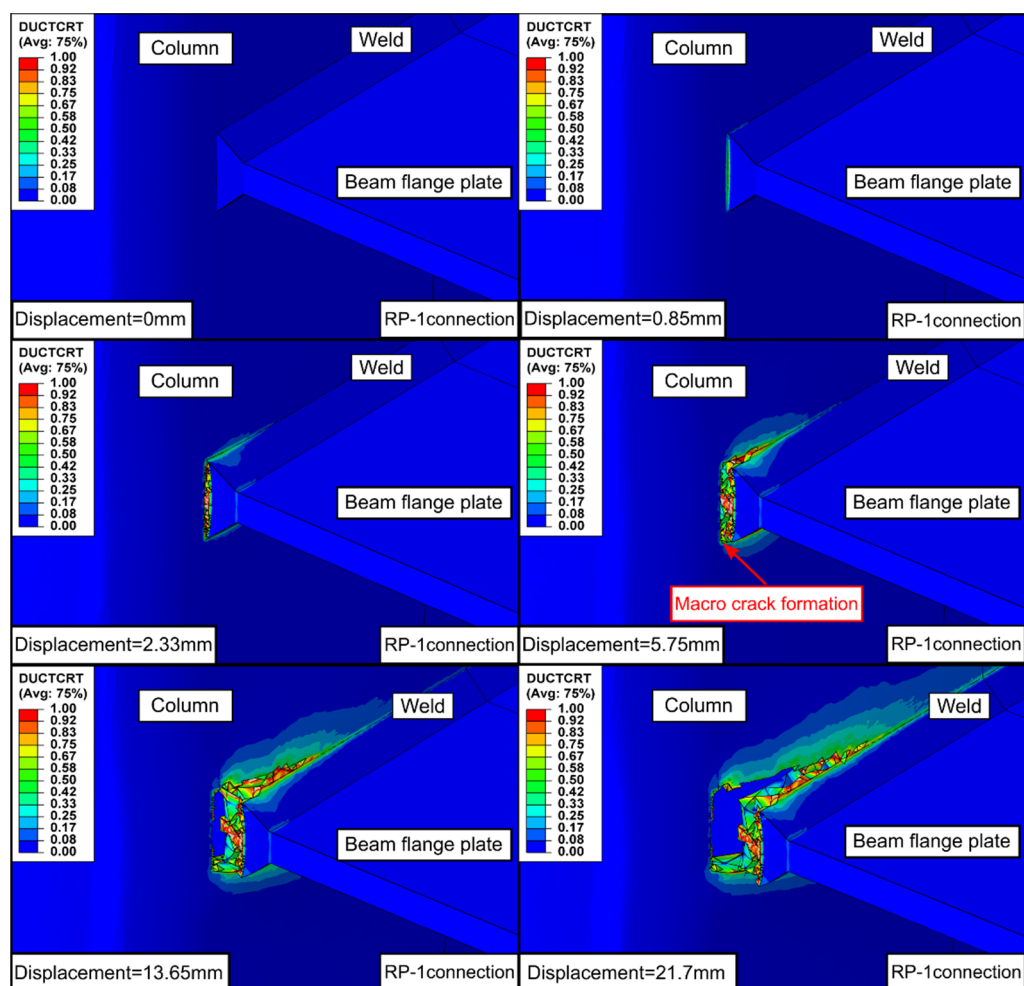 DUCTCRT
(Avg: 75%)
1.00
0.92
0.83
0.75
0.67
0.58
0.50
0.42
0.33
0.25
0.17
0.08
0.00
Column
Weld
Beam flange plate
Displacement=0mm
RP-1connection
DUCTCRT
(Avg: 75%)
1.00
0.92
0.83
0.75
0.67
0.58
0.50
0.42
0.33
0.25
0.17
0.08
0.00
Column
Weld
Beam flange plate
Displacement=0.85mm
RP-1connection
DUCTCRT
(Avg: 75%)
1.00
0.92
0.83
0.75
0.67
0.58
0.50
0.42
0.33
0.25
0.17
0.08
0.00
Column
Weld
Beam flange plate
Displacement=2.33mm
RP-1connection
DUCTCRT
(Avg: 75%)
1.00
0.92
0.83
0.75
0.67
0.58
0.50
0.42
0.33
0.25
0.17
0.08
0.00
Column
Weld
Beam flange plate
Macro crack formation
Displacement=5.75mm
RP-1connection
DUCTCRT
(Avg: 75%)
1.00
0.92
0.83
0.75
0.67
0.58
0.50
0.42
0.33
0.25
0.17
0.08
0.00
Column
Weld
Beam flange plate
Displacement=13.65mm
RP-1connection
DUCTCRT
(Avg: 75%)
1.00
0.92
0.83
0.75
0.67
0.58
0.50
0.42
0.33
0.25
0.17
0.08
0.00
Column
Weld
Beam flange plate
Displacement=21.7mm
RP-1connection